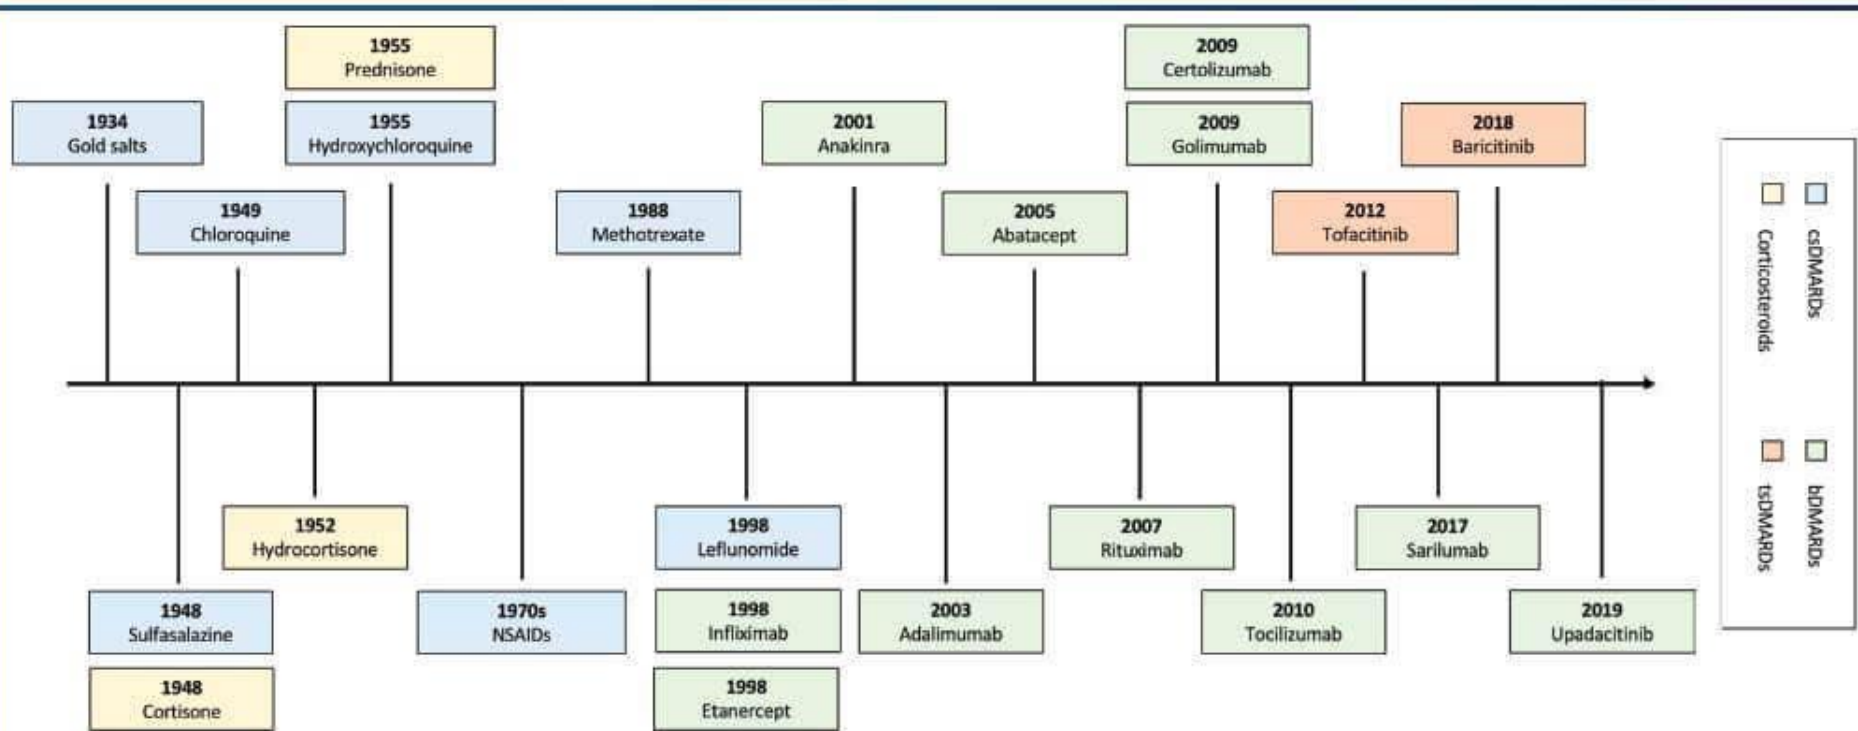 1955
Prednisone
2009
Certolizumab
1934
Gold salts
1955
Hydroxychloroquine
2001
Anakinra
2009
Golimumab
2018
Baricitinib
1949
Chloroquine
1988
Methotrexate
2005
Abatacept
2012
Tofacitinib
1952
Hydrocortisone
1998
Leflunomide
2007
Rituximab
2017
Sarilumab
1948
Sulfasalazine
1970s
NSAIDs
1998
Infliximab
2003
Adalimumab
2010
Tocilizumab
2019
Upadacitinib
1948
Cortisone
1998
Etanercept
csDMARDs
bDMARDs
Corticosteroids
tsDMARDs